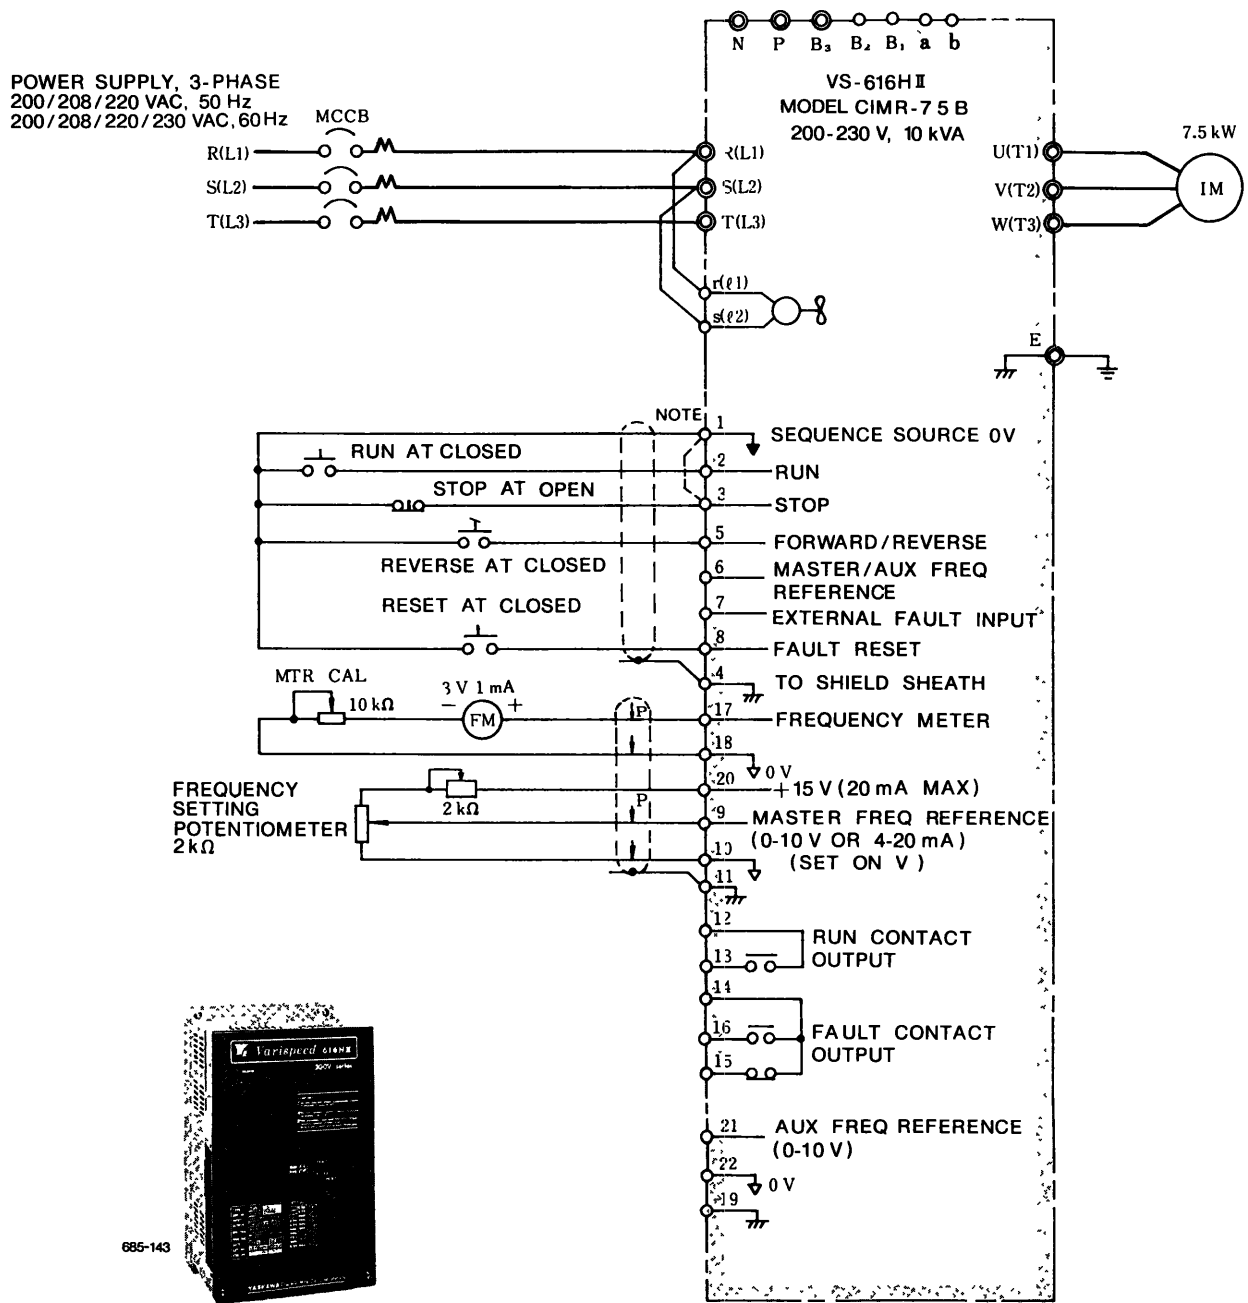 N P B₃ B₂ B₁ a b
VS-616HⅡ
MODEL CIMR-7 5 B
200-230 V, 10 kVA
POWER SUPPLY, 3-PHASE
200/208/220 VAC, 50 Hz
200/208/220/230 VAC, 60Hz
MCCB
7.5 kW
R(L1)
R(L1)
U(T1)
S(L2)
S(L2)
V(T2)
IM
T(L3)
T(L3)
W(T3)
r(ℓ1)
s(ℓ2)
E
NOTE
1
SEQUENCE SOURCE 0V
RUN AT CLOSED
2
RUN
STOP AT OPEN
3
STOP
5
FORWARD/REVERSE
REVERSE AT CLOSED
6
MASTER/AUX FREQ
REFERENCE
RESET AT CLOSED
7
EXTERNAL FAULT INPUT
8
FAULT RESET
4
TO SHIELD SHEATH
MTR CAL
10 kΩ
3 V 1 mA
− +
FM
P
17
FREQUENCY METER
18
0 V
20
+15 V (20 mA MAX)
2 kΩ
FREQUENCY
SETTING
POTENTIOMETER
2 kΩ
P
9
MASTER FREQ REFERENCE
(0-10 V OR 4-20 mA)
(SET ON V)
10
11
12
RUN CONTACT
OUTPUT
13
14
16
FAULT CONTACT
OUTPUT
15
21
AUX FREQ REFERENCE
(0-10 V)
22
0 V
19
Varispeed 616HⅡ
200V series
685-143